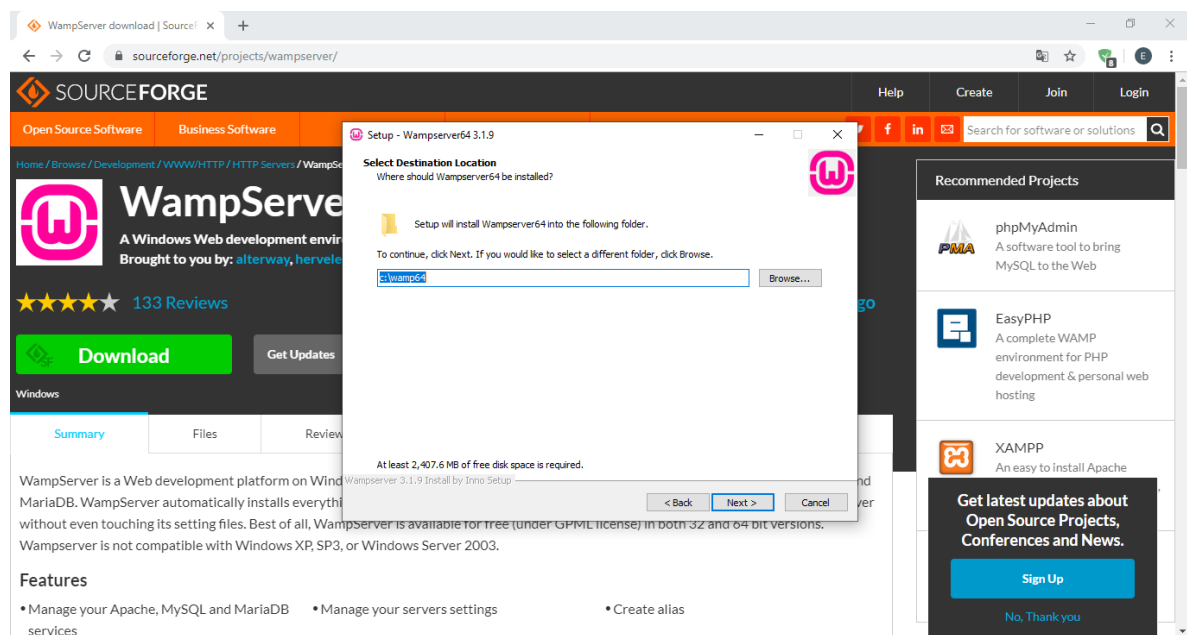 WampServer download | SourceF
sourceforge.net/projects/wampserver/
8
E
SOURCEFORGE
Help
Create
Join
Login
Open Source Software
Business Software
Search for software or solutions
Home / Browse / Development / WWW/HTTP / HTTP Servers / WampSe
WampServe
A Windows Web development envir
Brought to you by: alterway, hervele
133 Reviews
go
Download
SF
Get Updates
Windows
Summary
Files
Review
WampServer is a Web development platform on Wind
nd
MariaDB. WampServer automatically installs everythi
ver
without even touching its setting files. Best of all, WampServer is available for free (under GPML license) in both 32 and 64 bit versions.
Wampserver is not compatible with Windows XP, SP3, or Windows Server 2003.
Features
• Manage your Apache, MySQL and MariaDB
services
• Manage your servers settings
• Create alias
Setup - Wampserver64 3.1.9
Select Destination Location
Where should Wampserver64 be installed?
Setup will install Wampserver64 into the following folder.
To continue, click Next. If you would like to select a different folder, click Browse.
c:\wamp64
Browse...
At least 2,407.6 MB of free disk space is required.
Wampserver 3.1.9 Install by Inno Setup
< Back
Next >
Cancel
Recommended Projects
PMA
phpMyAdmin
A software tool to bring
MySQL to the Web
EasyPHP
A complete WAMP
environment for PHP
development & personal web
hosting
XAMPP
An easy to install Apache
Get latest updates about
Open Source Projects,
Conferences and News.
Sign Up
No, Thank you